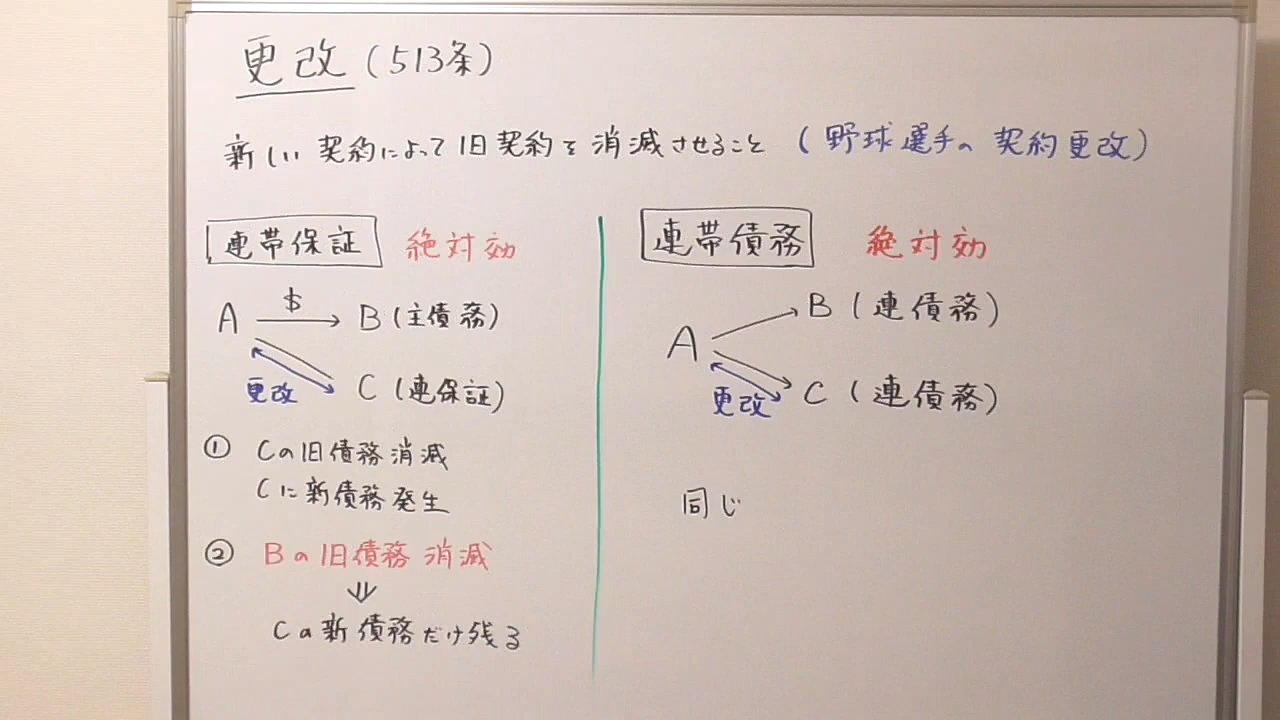 更改(513条)
新しい契約によって旧契約を消滅させること (野球選手の契約更改)
連帯保証 絶対効
$
A B(主債務)
更改 C(連保証)
① Cの旧債務消滅
Cに新債務発生
② Bの旧債務消滅
⇓
Cの新債務だけ残る
連帯債務 絶対効
B(連債務)
A
更改 C(連債務)
同じ